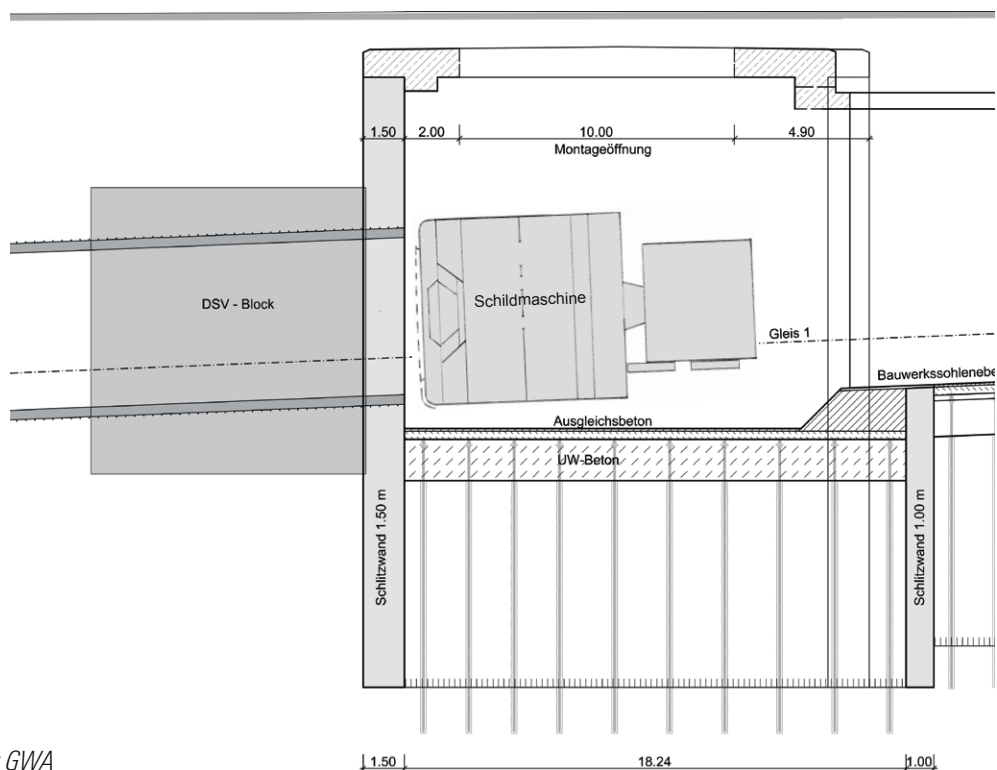 1.50 2.00 10.00 4.90
Montageöffnung
DSV - Block
Schildmaschine
Gleis 1
Bauwerkssohlenebe
Ausgleichsbeton
UW-Beton
Schlitzwand 1.50 m
Schlitzwand 1.00 m
GWA
1.50 18.24 1.00